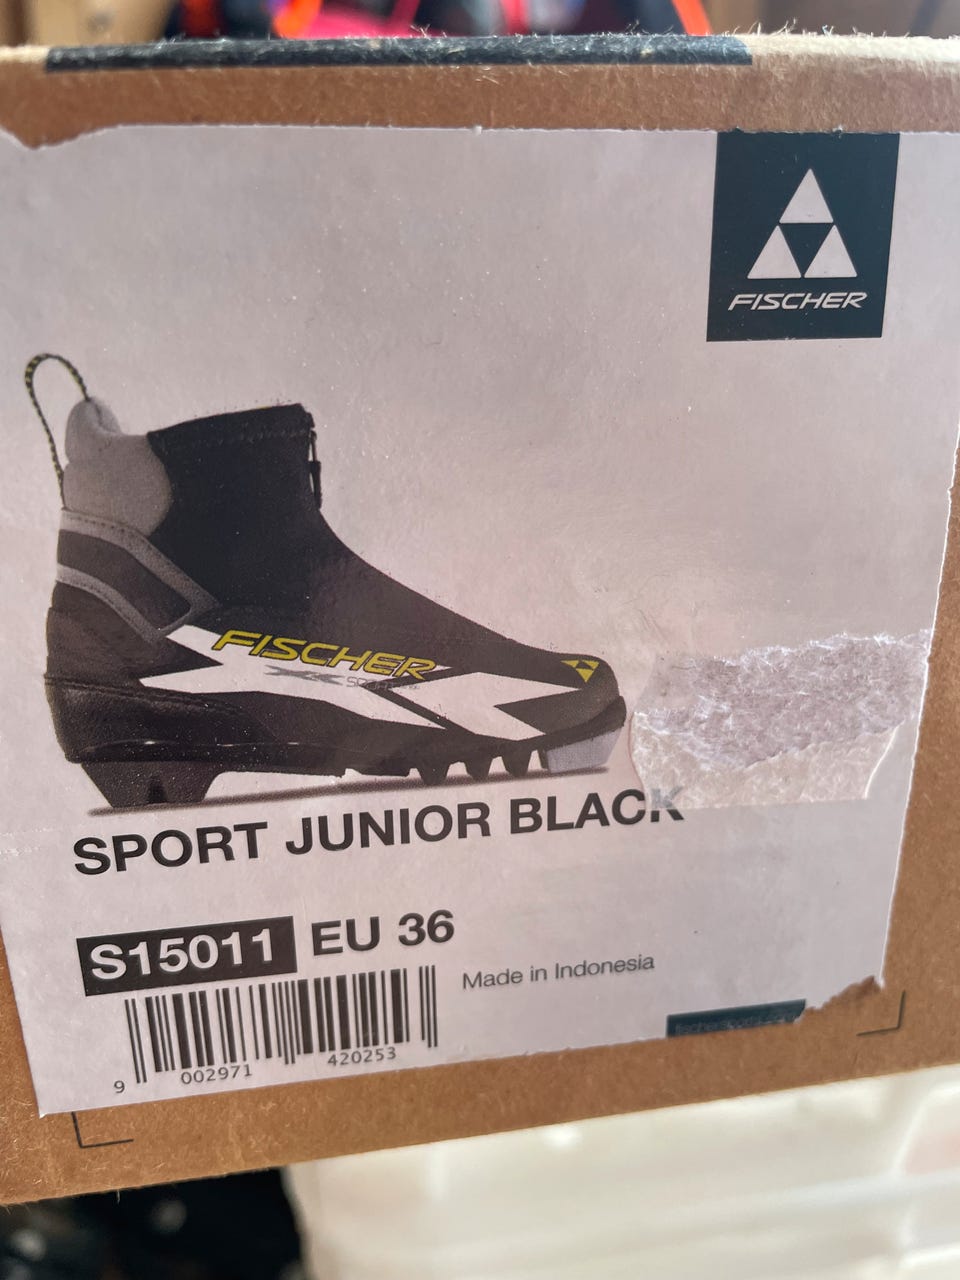 FISCHER
FISCHER
SPORT JUNIOR BLACK
S15011 EU 36
Made in Indonesia
9 002971 420253